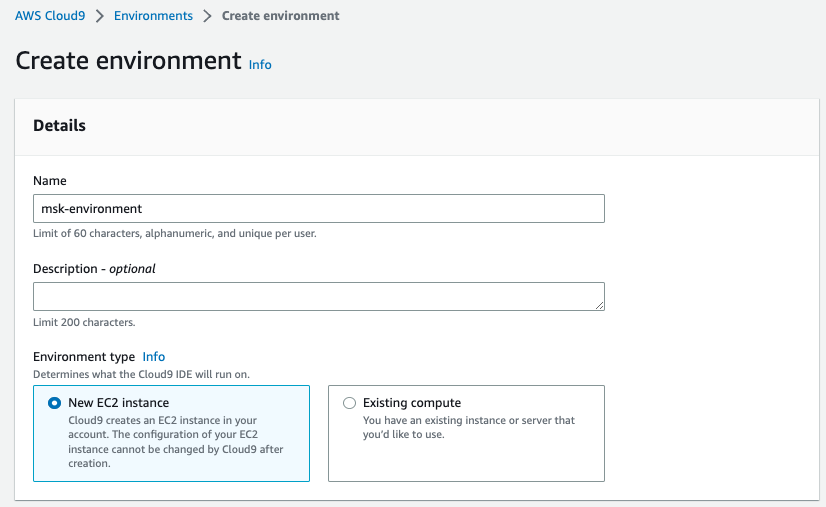 AWS Cloud9 > Environments > Create environment
Create environment Info
Details
Name
msk-environment
Limit of 60 characters, alphanumeric, and unique per user.
Description - optional
Limit 200 characters.
Environment type Info
Determines what the Cloud9 IDE will run on.
New EC2 instance
Cloud9 creates an EC2 instance in your
account. The configuration of your EC2
instance cannot be changed by Cloud9 after
creation.
Existing compute
You have an existing instance or server that
you'd like to use.